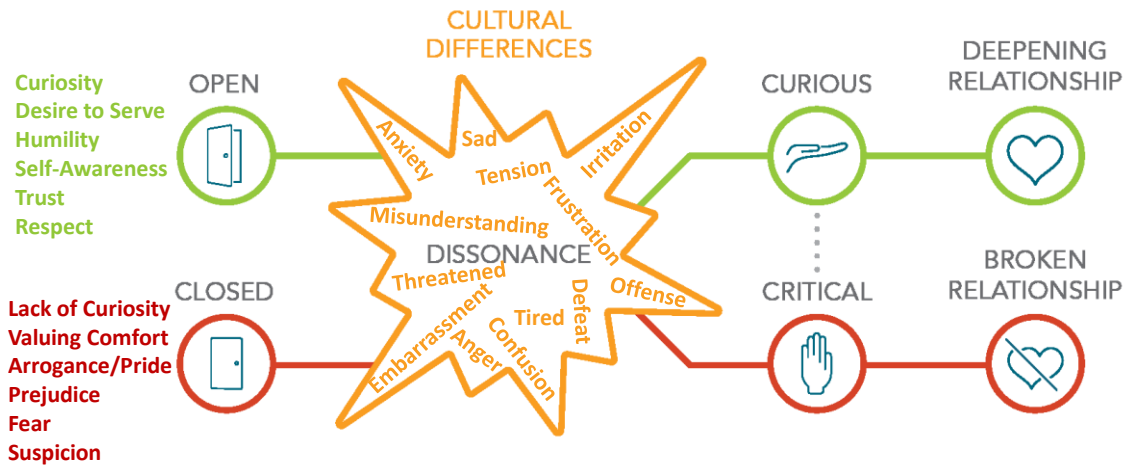 CULTURAL
DIFFERENCES
OPEN
Curiosity
Desire to Serve
Humility
Self-Awareness
Trust
Respect
CLOSED
Lack of Curiosity
Valuing Comfort
Arrogance/Pride
Prejudice
Fear
Suspicion
Anxiety
Sad
Irritation
Tension
Frustration
Misunderstanding
DISSONANCE
Threatened
Offense
Defeat
Tired
Embarrassment
Confusion
Anger
CURIOUS
DEEPENING
RELATIONSHIP
CRITICAL
BROKEN
RELATIONSHIP